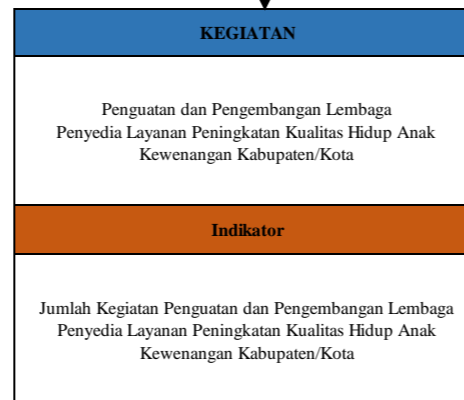 KEGIATAN
Penguatan dan Pengembangan Lembaga
Penyedia Layanan Peningkatan Kualitas Hidup Anak
Kewenangan Kabupaten/Kota
Indikator
Jumlah Kegiatan Penguatan dan Pengembangan Lembaga
Penyedia Layanan Peningkatan Kualitas Hidup Anak
Kewenangan Kabupaten/Kota